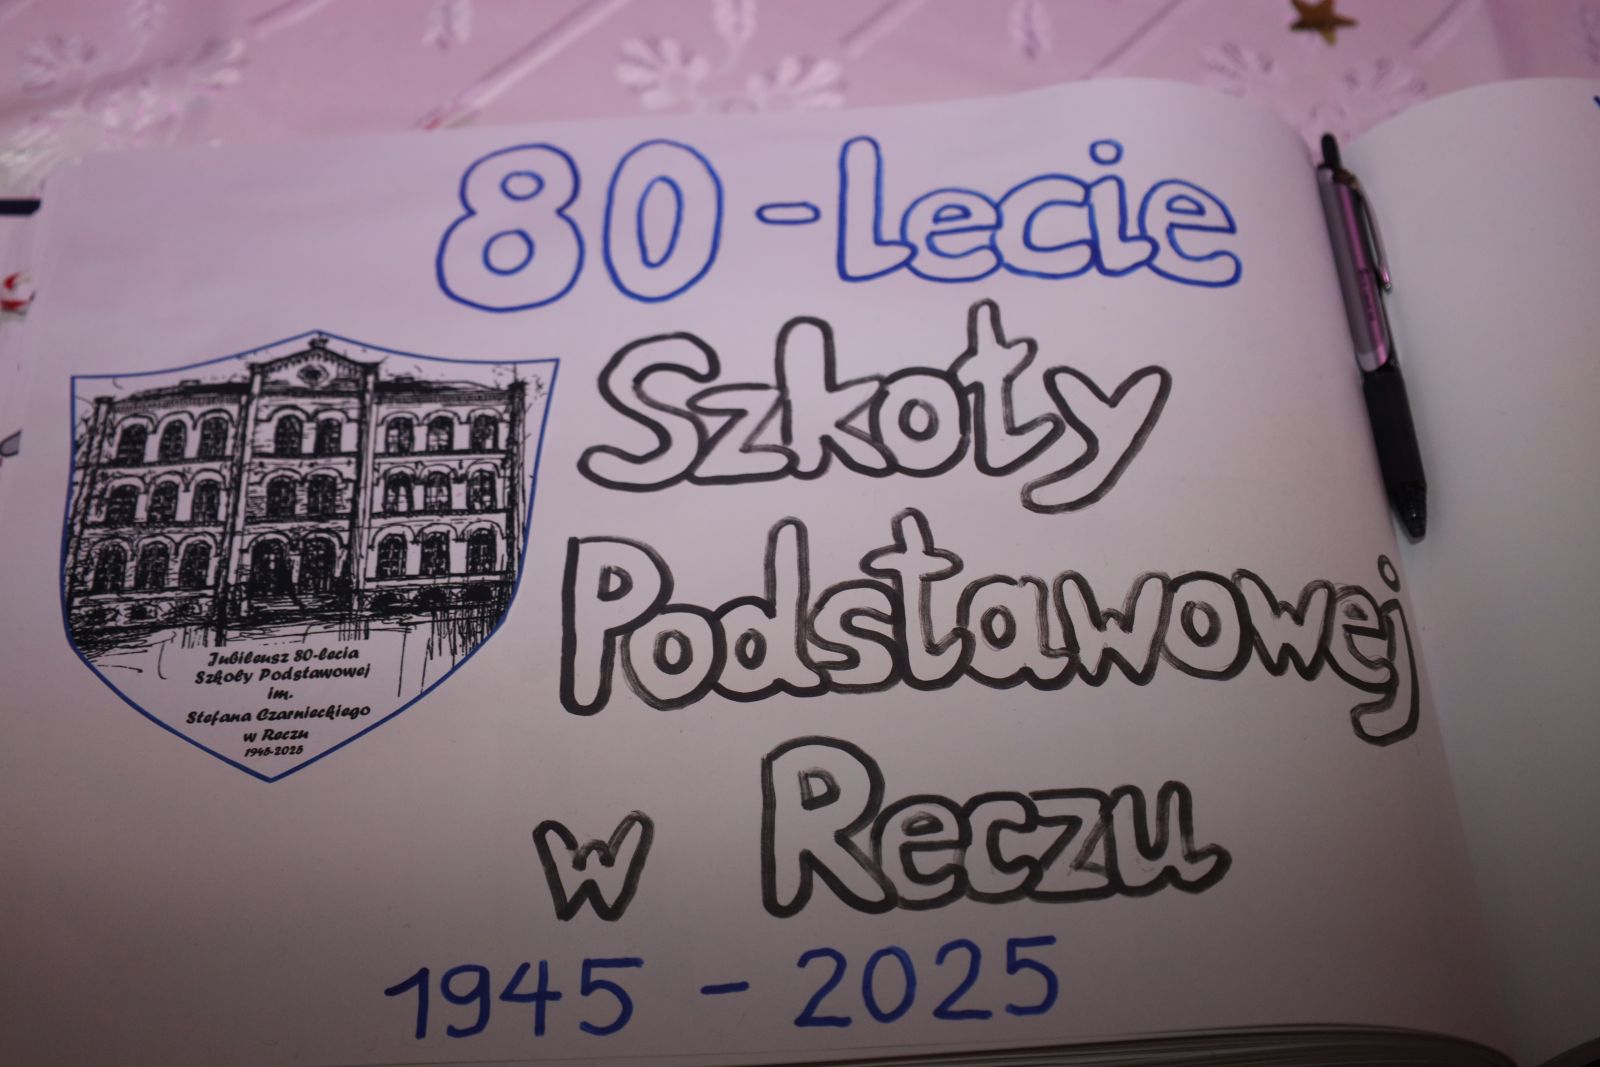 80-lecie
Szkoły
Podstawowej
w Reczu
1945 - 2025
Jubileusz 80-lecia
Szkoły Podstawowej
im.
Stefana Czarnieckiego
w Reczu
1945-2025